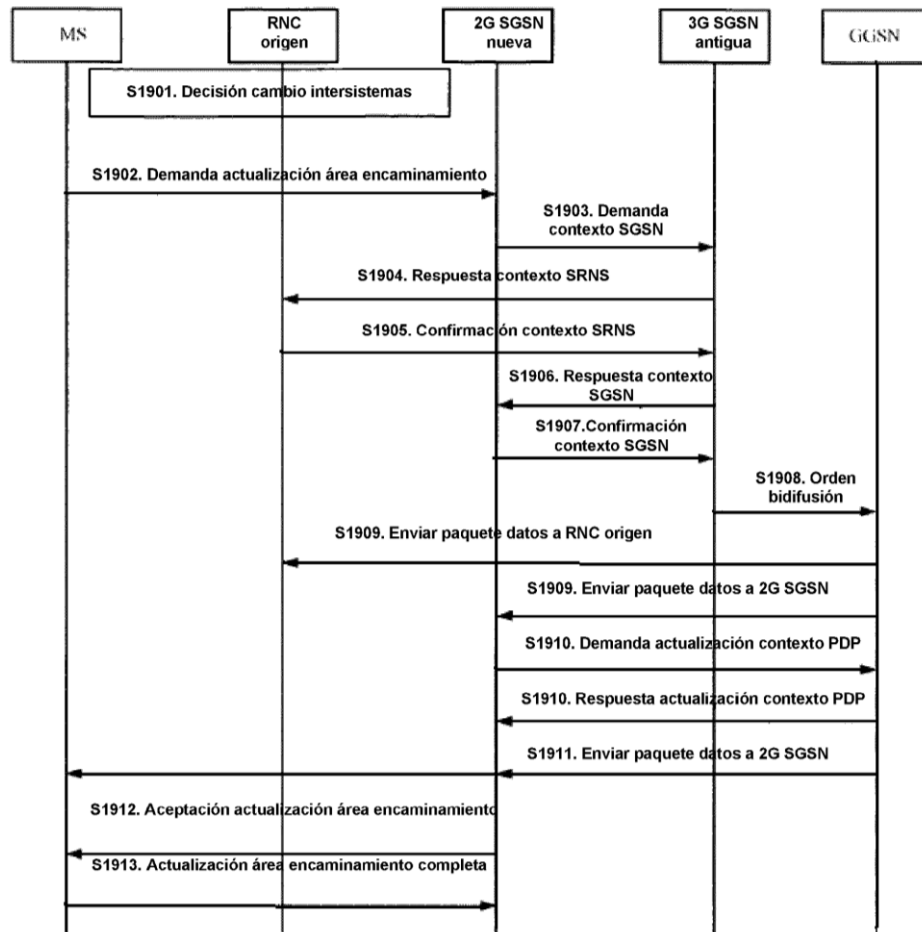 MS
RNC
origen
2G SGSN
nueva
3G SGSN
antigua
GGSN
S1901. Decisión cambio intersistemas
S1902. Demanda actualización área encaminamiento
S1903. Demanda
contexto SGSN
S1904. Respuesta contexto SRNS
S1905. Confirmación contexto SRNS
S1906. Respuesta contexto
SGSN
S1907.Confirmación
contexto SGSN
S1908. Orden
bidifusión
S1909. Enviar paquete datos a RNC origen
S1909. Enviar paquete datos a 2G SGSN
S1910. Demanda actualización contexto PDP
S1910. Respuesta actualización contexto PDP
S1911. Enviar paquete datos a 2G SGSN
S1912. Aceptación actualización área encaminamiento
S1913. Actualización área encaminamiento completa